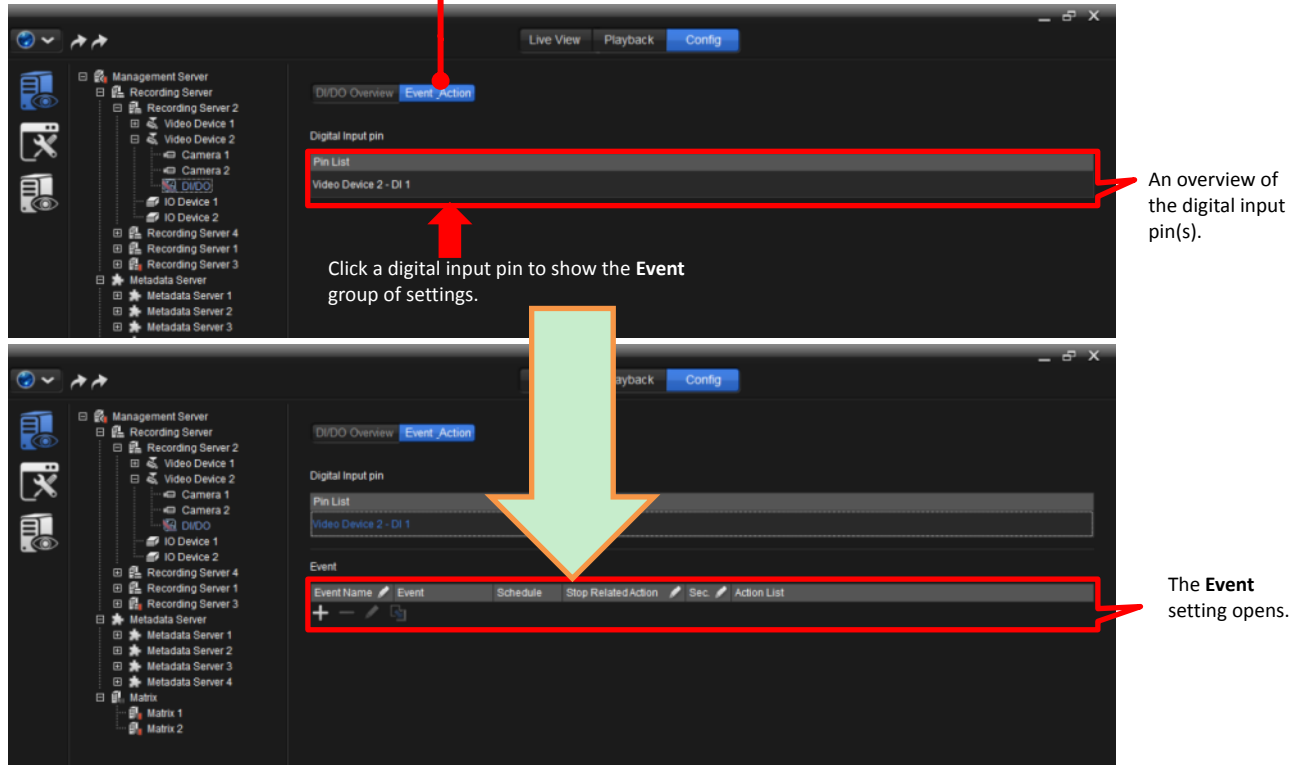 Live View Playback Config
Management Server
Recording Server
Recording Server 2
Video Device 1
Video Device 2
Camera 1
Camera 2
DI/DO
IO Device 1
IO Device 2
Recording Server 4
Recording Server 1
Recording Server 3
Metadata Server
Metadata Server 1
Metadata Server 2
Metadata Server 3
DI/DO Overview Event_Action
Digital Input pin
Pin List
Video Device 2 - DI 1
An overview of
the digital input
pin(s).
Click a digital input pin to show the Event
group of settings.
ayback Config
Management Server
Recording Server
Recording Server 2
Video Device 1
Video Device 2
Camera 1
Camera 2
DI/DO
IO Device 1
IO Device 2
Recording Server 4
Recording Server 1
Recording Server 3
Metadata Server
Metadata Server 1
Metadata Server 2
Metadata Server 3
Metadata Server 4
Matrix
Matrix 1
Matrix 2
DI/DO Overview Event_Action
Digital Input pin
Pin List
Video Device 2 - DI 1
Event
Event Name Event Schedule Stop Related Action Sec. Action List
The Event
setting opens.